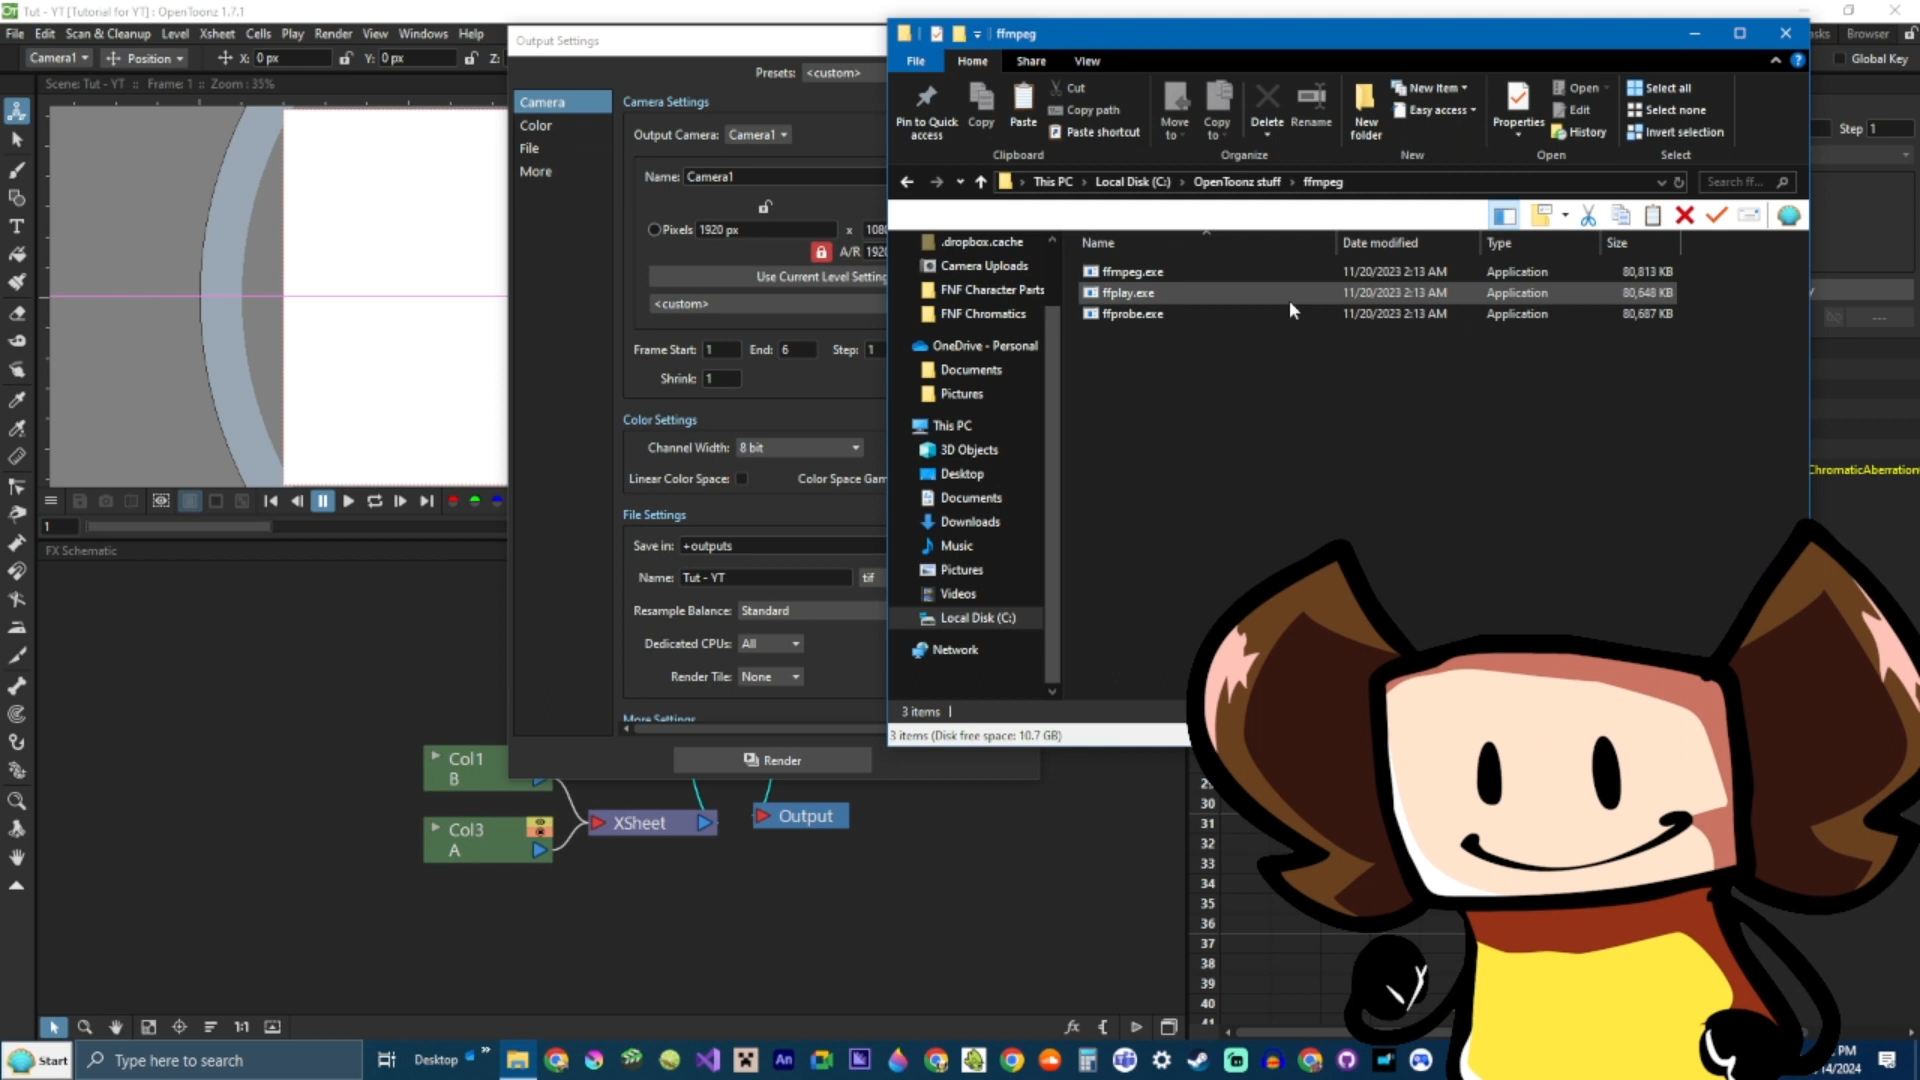 Tut - YT [Tutorial for YT] : OpenToonz 1.7.1
File Edit Scan & Cleanup Level Xsheet Cells Play Render View Windows Help
Camera1 Position X: 0 px Y: 0 px Z:
Scene: Tut - YT :: Frame: 1 :: Zoom : 35%
1
FX Schematic
Output Settings
Presets: <custom>
Camera
Color
File
More
Camera Settings
Output Camera: Camera1
Name: Camera1
Pixels 1920 px x 1080
A/R 1920
Use Current Level Setting
<custom>
Frame Start: 1 End: 6 Step: 1
Shrink: 1
Color Settings
Channel Width: 8 bit
Linear Color Space: Color Space Gam
File Settings
Save in: +outputs
Name: Tut - YT tif
Resample Balance: Standard
Dedicated CPUs: All
Render Tile: None
More Settings
Render
ffmpeg
File Home Share View
Pin to Quick access
Copy
Paste
Cut
Copy path
Paste shortcut
Clipboard
Move to
Copy to
Delete
Rename
Organize
New folder
New item
Easy access
New
Properties
Open
Edit
History
Open
Select all
Select none
Invert selection
Select
This PC > Local Disk (C:) > OpenToonz stuff > ffmpeg
Search ff...
.dropbox.cache
Camera Uploads
FNF Character Parts
FNF Chromatics
OneDrive - Personal
Documents
Pictures
This PC
3D Objects
Desktop
Documents
Downloads
Music
Pictures
Videos
Local Disk (C:)
Network
Name Date modified Type Size
ffmpeg.exe 11/20/2023 2:13 AM Application 80,813 KB
ffplay.exe 11/20/2023 2:13 AM Application 80,648 KB
ffprobe.exe 11/20/2023 2:13 AM Application 80,687 KB
3 items
3 items (Disk free space: 10.7 GB)
Browser
Global Key
Step 1
ChromaticAberration
Col1
B
Col3
A
XSheet
Output
30
31
32
33
34
35
36
37
38
39
40
1:1
fx
Start
Type here to search
Desktop
An
PM
14/2024